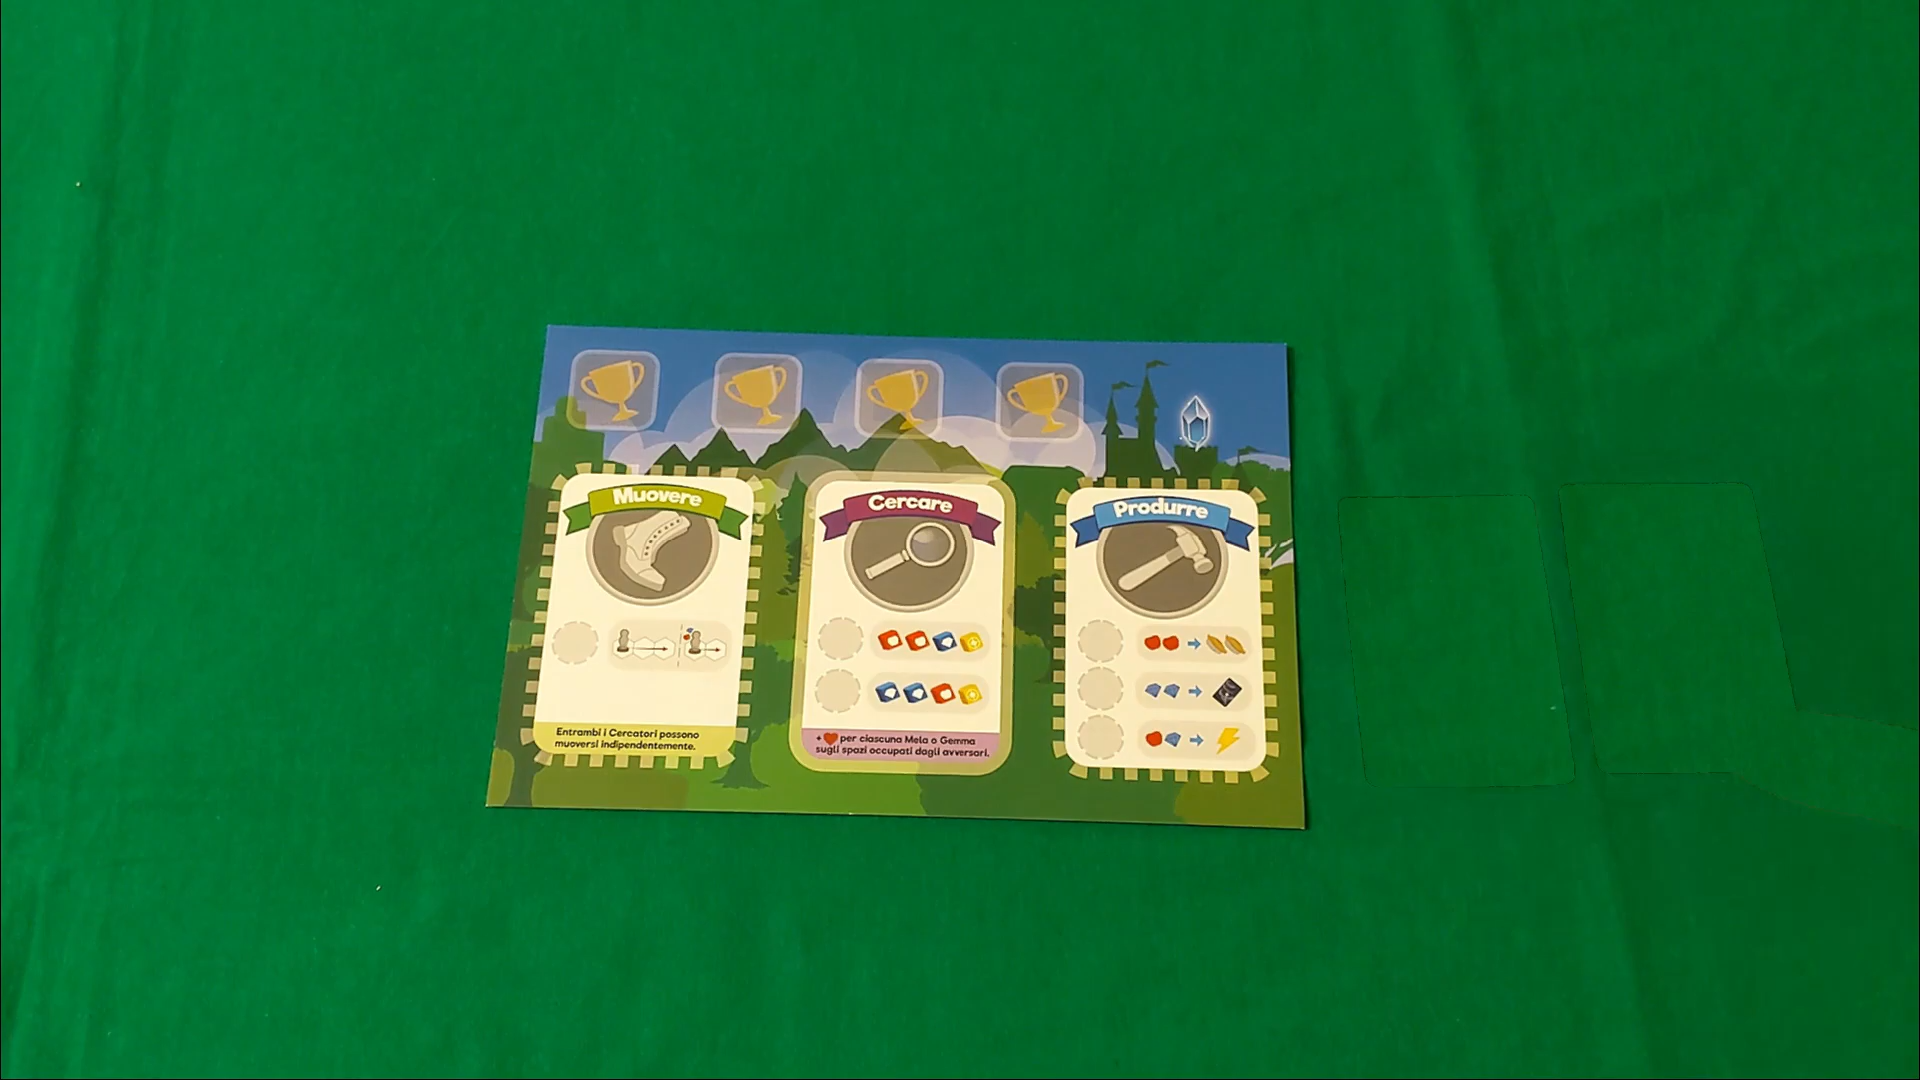 Muovere
Entrambi i Cercatori possono
muoversi indipendentemente.
Cercare
+ per ciascuna Mela o Gemma
sugli spazi occupati dagli avversari.
Produrre